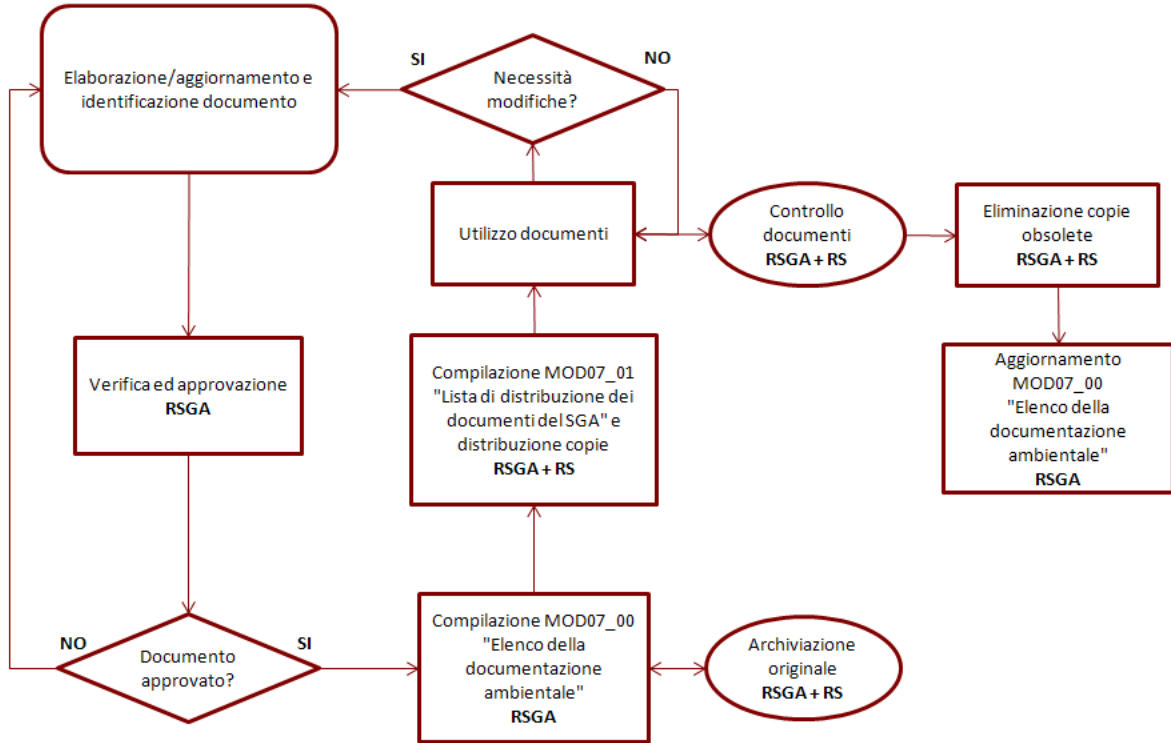 Elaborazione/aggiornamento e
identificazione documento
SI
Necessità
modifiche?
NO
Utilizzo documenti
Controllo
documenti
RSGA + RS
Eliminazione copie
obsolete
RSGA + RS
Verifica ed approvazione
RSGA
Compilazione MOD07_01
"Lista di distribuzione dei
documenti del SGA" e
distribuzione copie
RSGA + RS
Aggiornamento
MOD07_00
"Elenco della
documentazione
ambientale"
RSGA
NO
Documento
approvato?
SI
Compilazione MOD07_00
"Elenco della
documentazione
ambientale"
RSGA
Archiviazione
originale
RSGA + RS